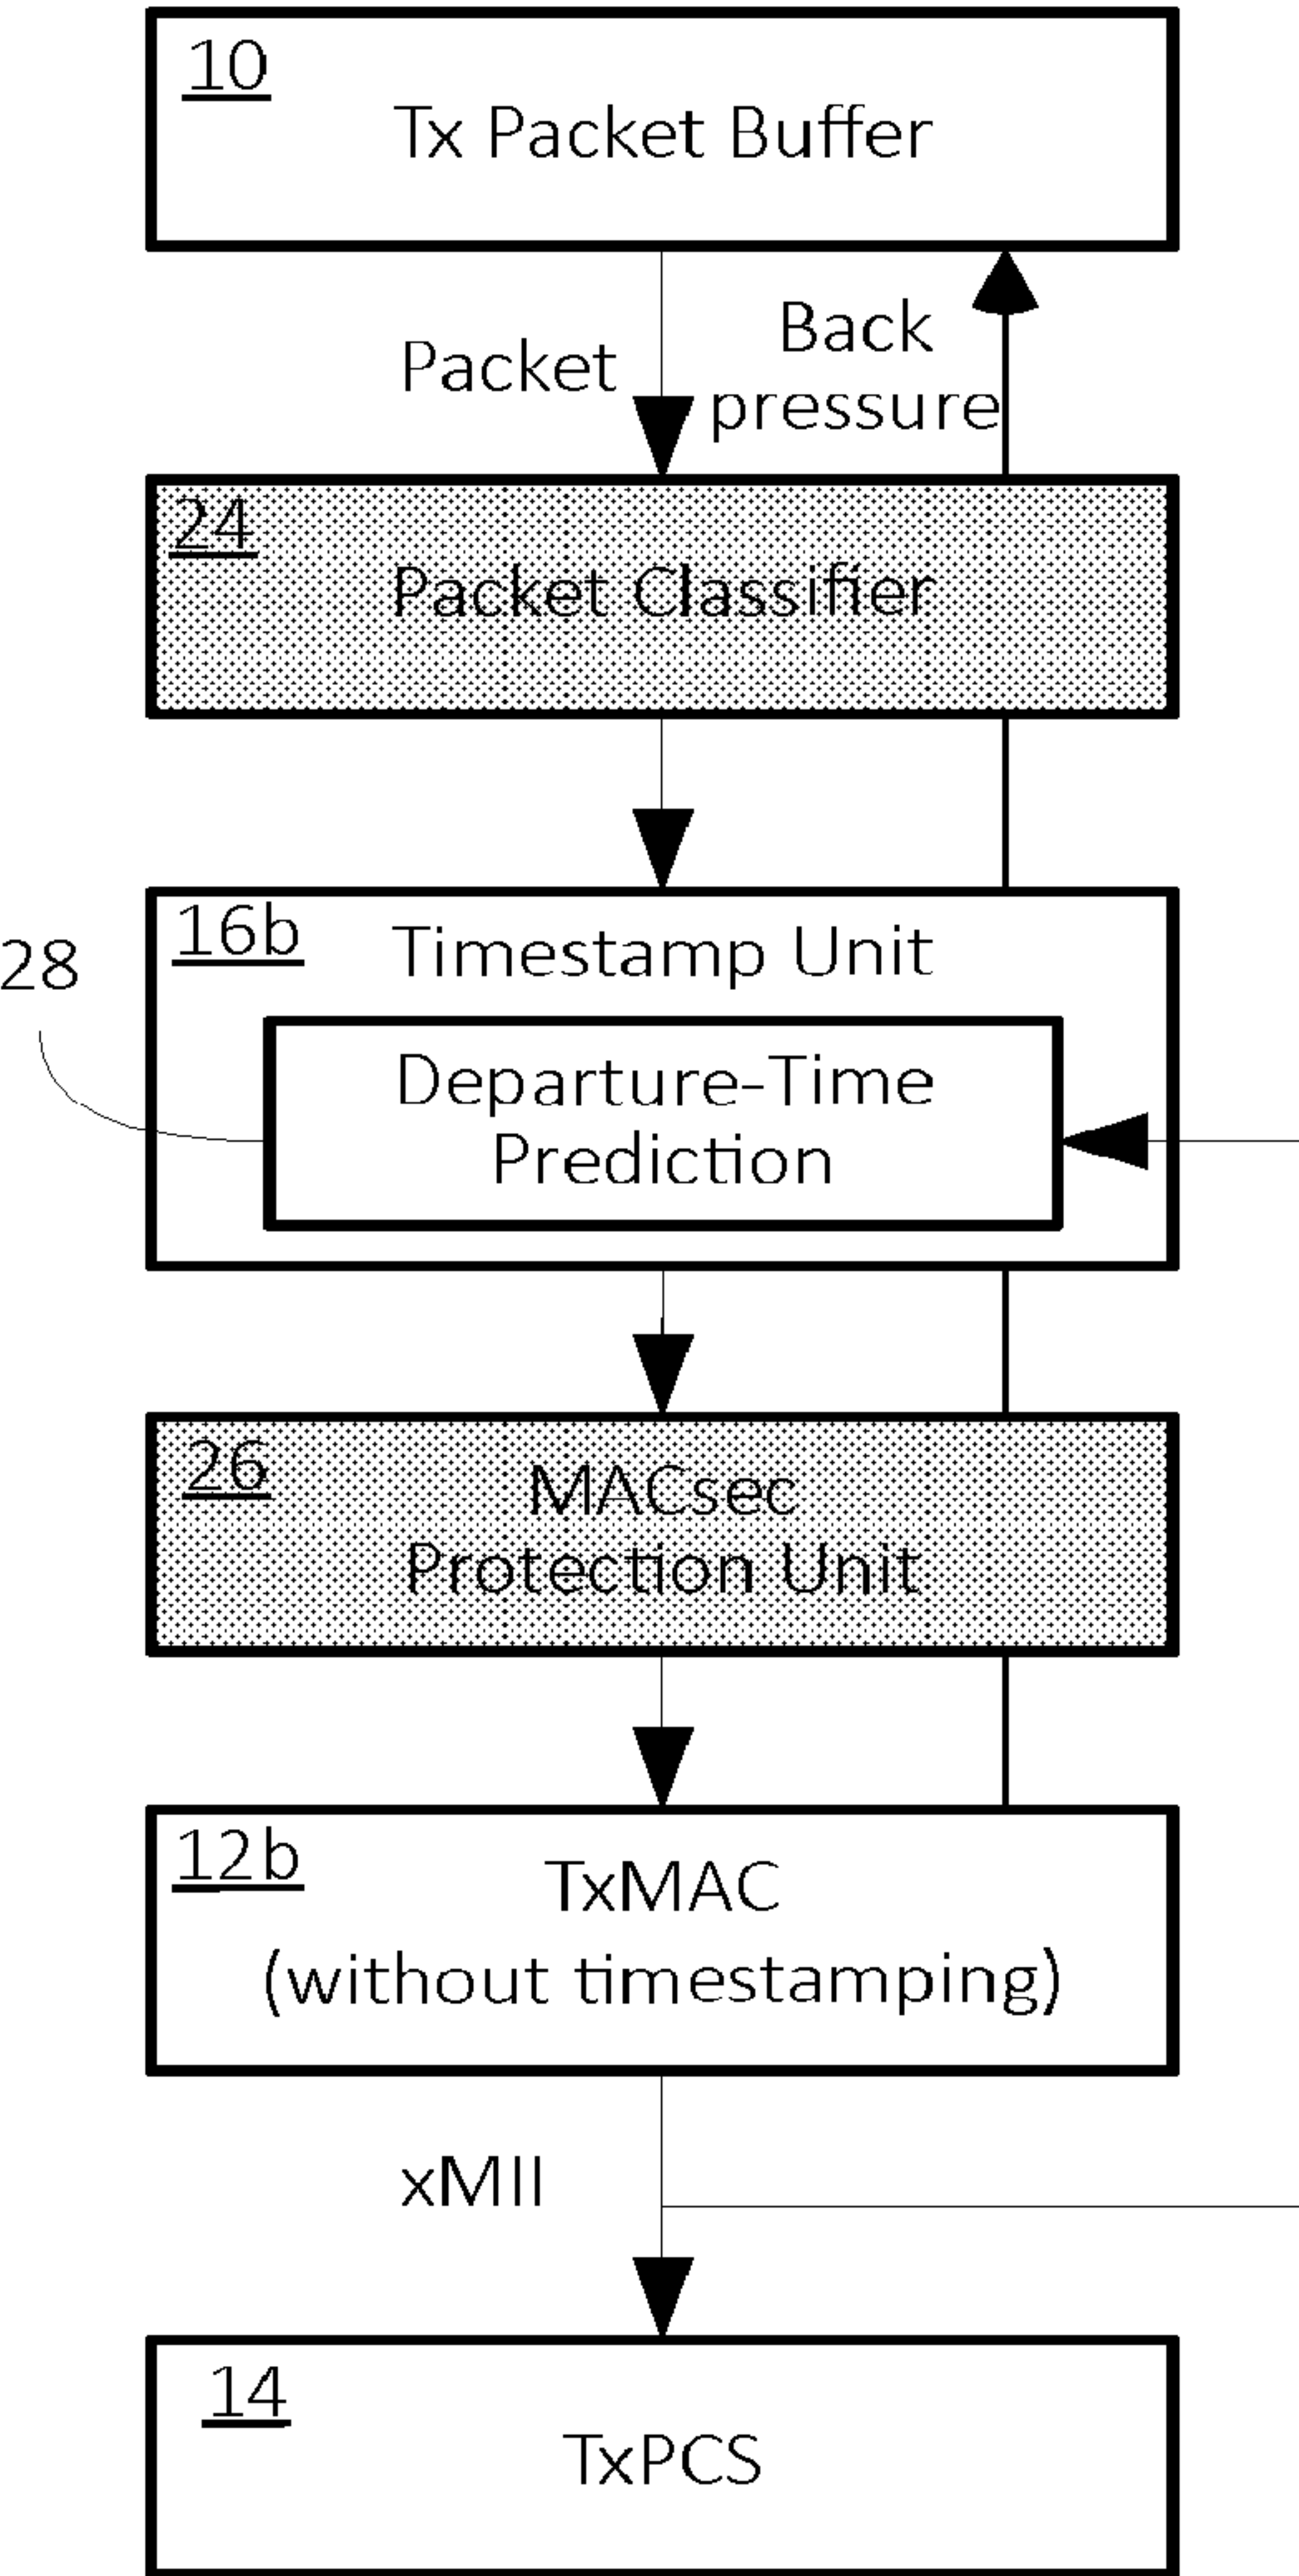 10
Tx Packet Buffer
Packet
Back
pressure
24
Packet Classifier
16b
Timestamp Unit
28
Departure-Time
Prediction
26
MACsec
Protection Unit
12b
TxMAC
(without timestamping)
xMII
14
TxPCS